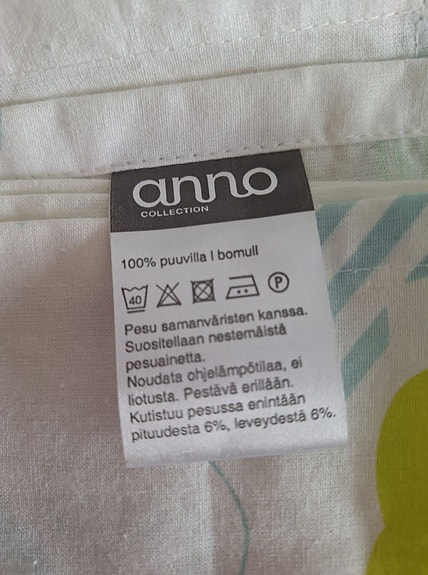 anno
COLLECTION
100% puuvilla I bomull
40 P
Pesu samanväristen kanssa.
Suositellaan nestemäistä
pesuainetta.
Noudata ohjelämpötilaa, ei
liotusta. Pestävä erillään.
Kutistuu pesussa enintään
pituudesta 6%, leveydestä 6%.